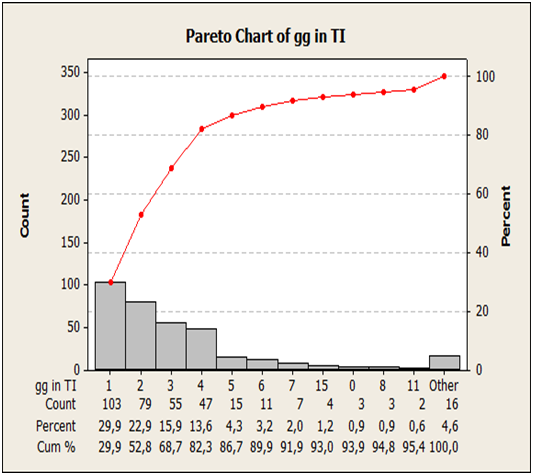 Pareto Chart of gg in TI
350
300
250
200
150
100
50
0
Count
100
80
60
40
20
0
Percent
gg in TI 1 2 3 4 5 6 7 15 0 8 11 Other
Count 103 79 55 47 15 11 7 4 3 3 2 16
Percent 29,9 22,9 15,9 13,6 4,3 3,2 2,0 1,2 0,9 0,9 0,6 4,6
Cum % 29,9 52,8 68,7 82,3 86,7 89,9 91,9 93,0 93,9 94,8 95,4 100,0